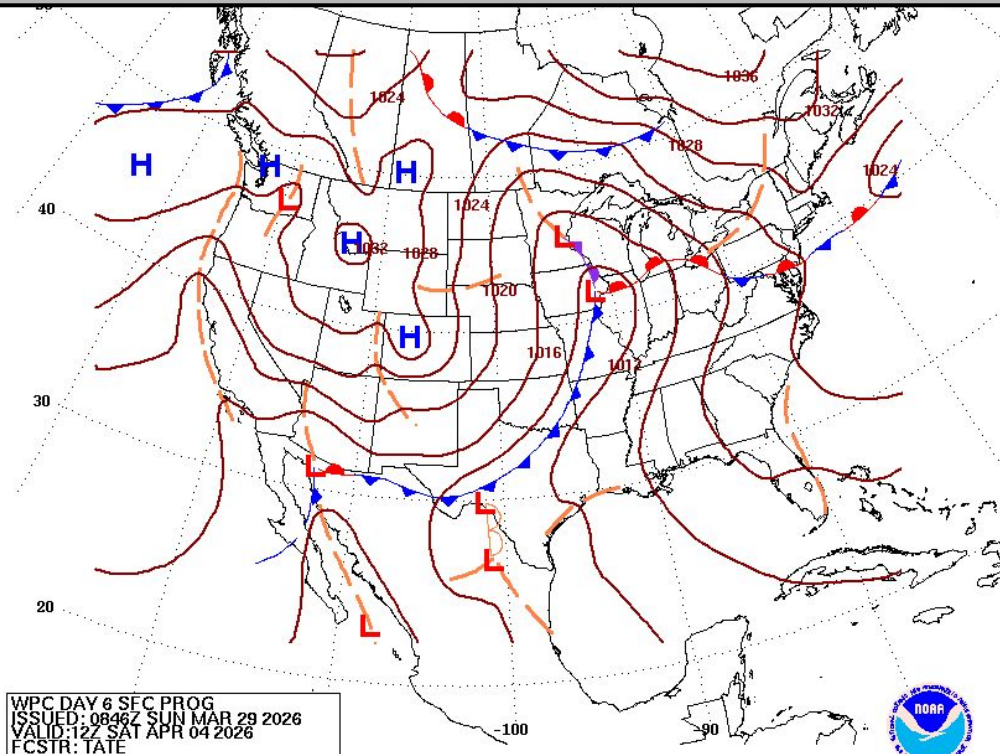 1036
1024
1032
1028
H
H
H
1024
40
L
1024
L
H
1032
1028
1020
L
H
1016
1012
30
L
L
L
20
L
WPC DAY 6 SFC PROG
ISSUED: 0846Z SUN MAR 29 2026
VALID:12Z SAT APR 04 2026
FCSTR: TATE
-100
-90
NOAA